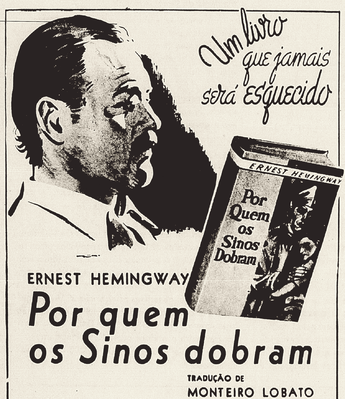 Um livro
que jamais
será esquecido
ERNEST HEMINGWAY
Por
Quem
os
Sinos
Dobram
ERNEST HEMINGWAY
Por quem
os Sinos dobram
TRADUÇÃO DE
MONTEIRO LOBATO